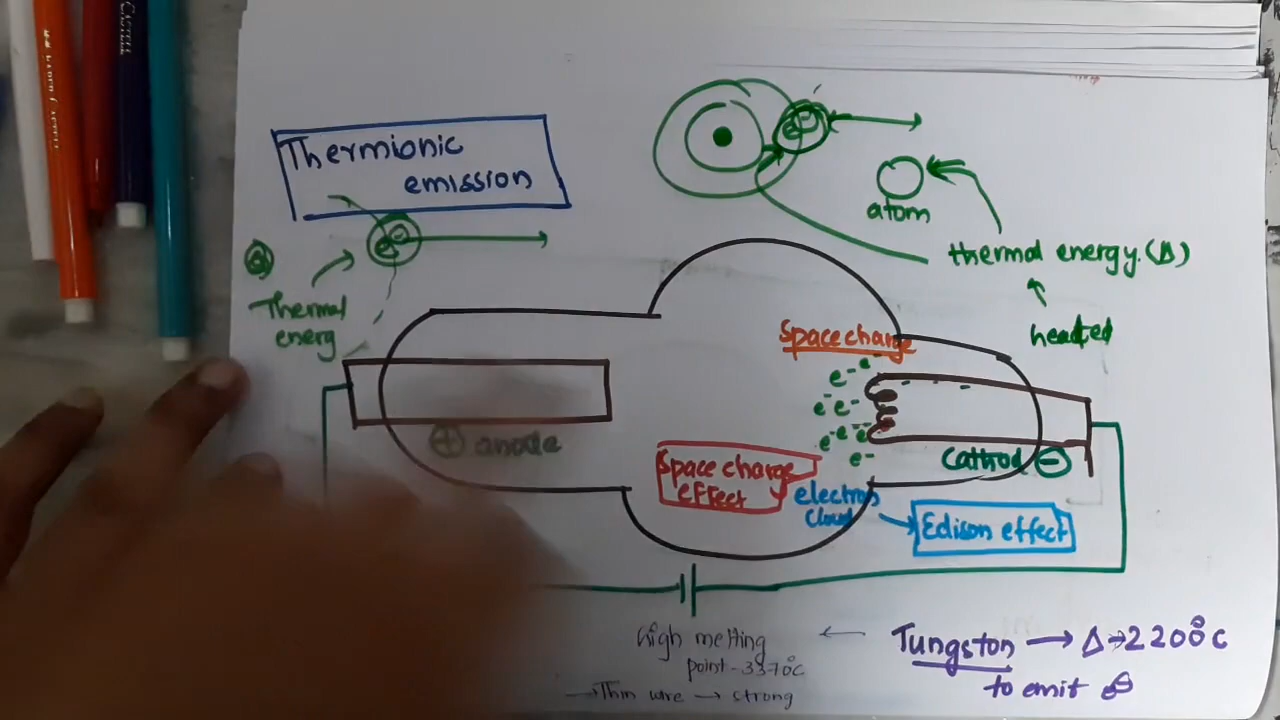 Thermionic
emission
atom
thermal energy (Δ)
heated
Thermal
energ
Space charge
e⁻ e⁻
e⁻ e⁻
e⁻ e⁻ e⁻
e⁻
⊕ anode
Cathod ⊖
Space charge
effect
electron
cloud
Edison effect
Tungston → Δ→2200°C
to emit e⊖
high melting
point - 3370°C
→ Thin wire → strong